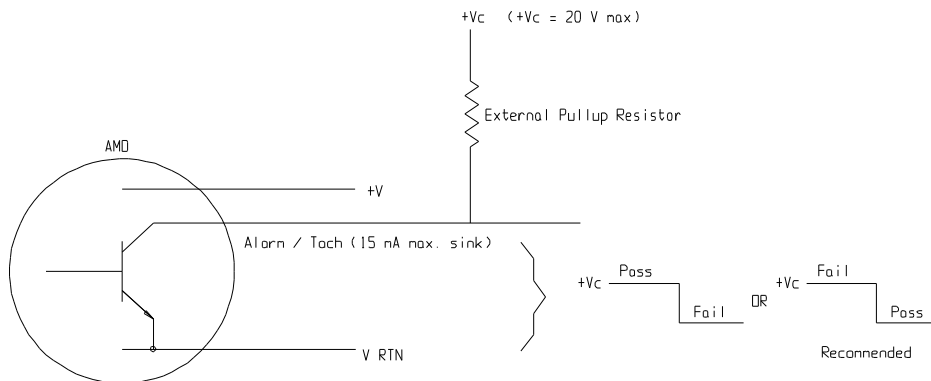 +Vc (+Vc = 20 V max)
External Pullup Resistor
AMD
+V
Alarm / Tach (15 mA max. sink)
+Vc Pass Fail OR +Vc Fail Pass
V RTN
Recommended